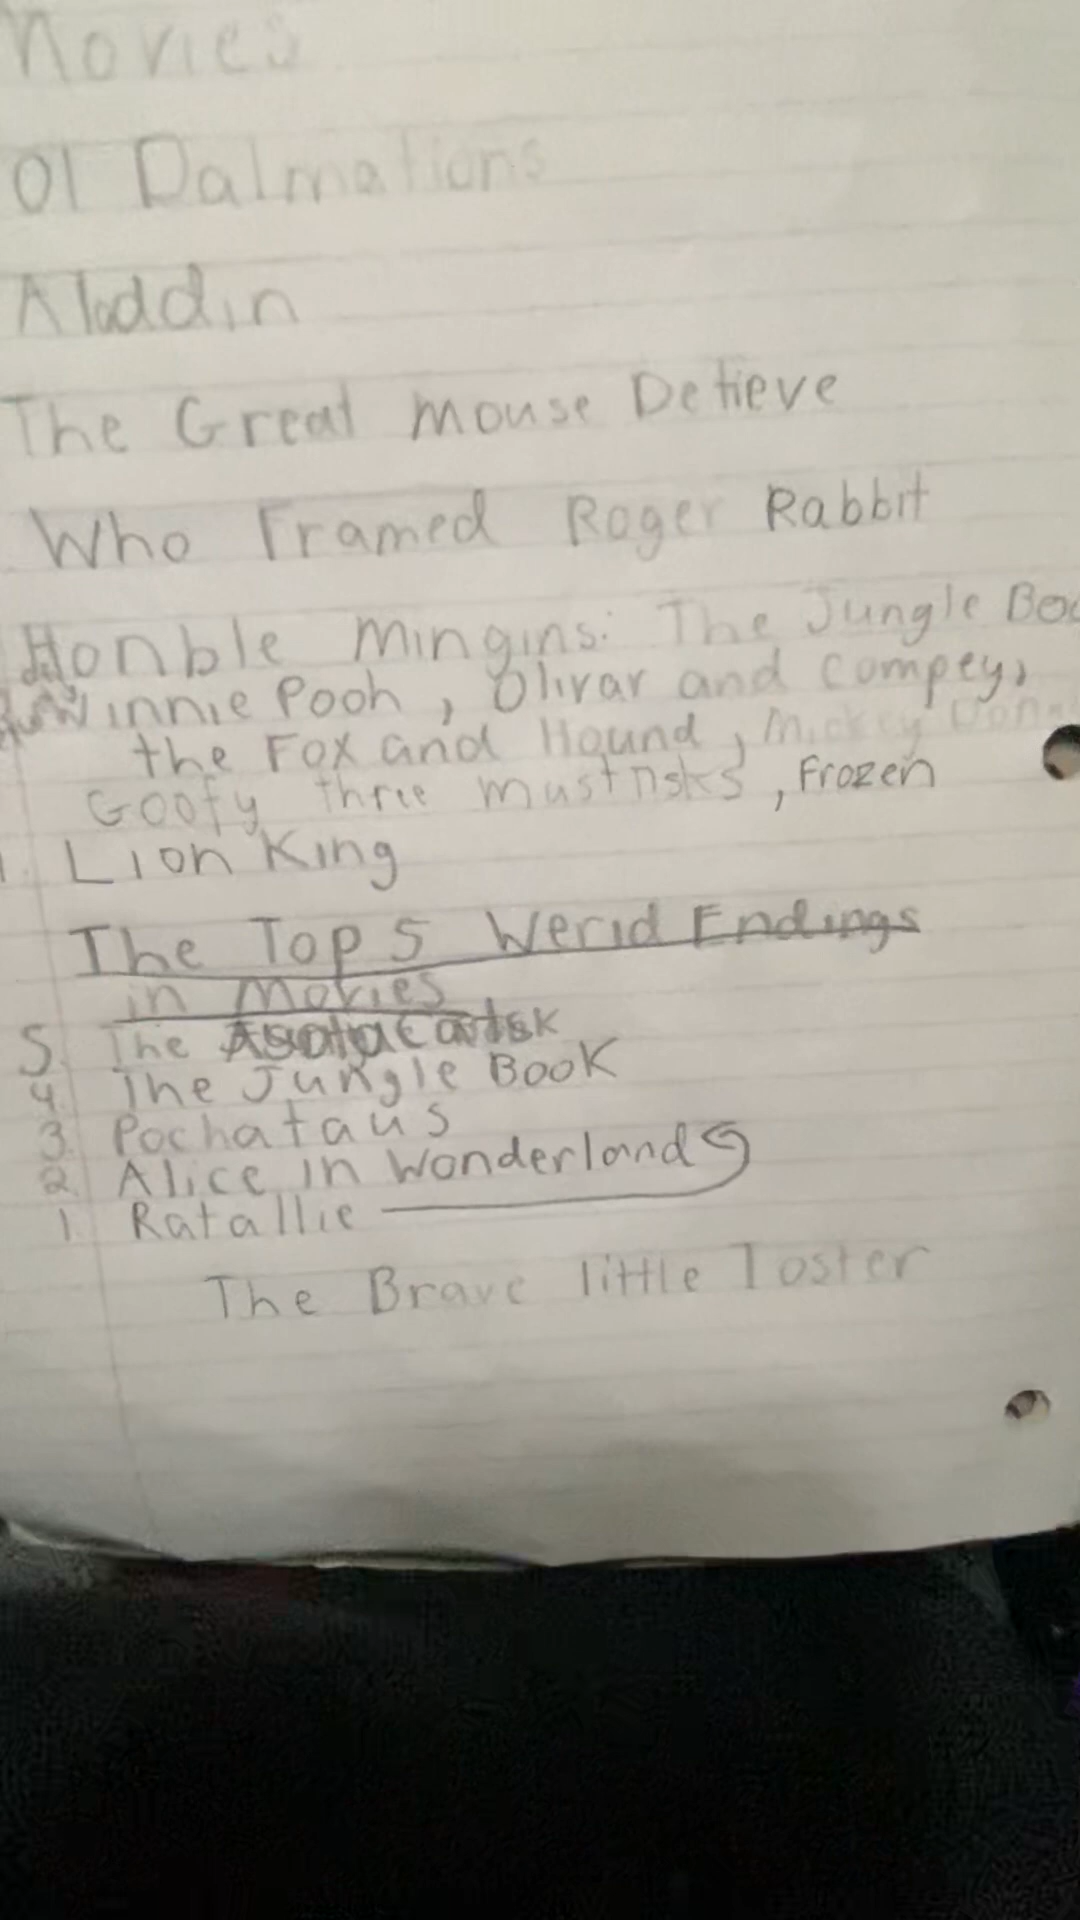 Movies
01 Dalmations
Aladdin
The Great Mouse Detieve
Who Framed Roger Rabbit
Honble Mingins: The Jungle Boo
Winnie Pooh, Olivar and compey,
the Fox and Hound, Mickey Dona
Goofy three mustrisks, Frozen
1. Lion King
The Top 5 Werid Endings
in Movies
5. The
4. The Jungle Book
3. Pochataus
2. Alice in Wonderland
1. Ratallie
The Brave little Toster